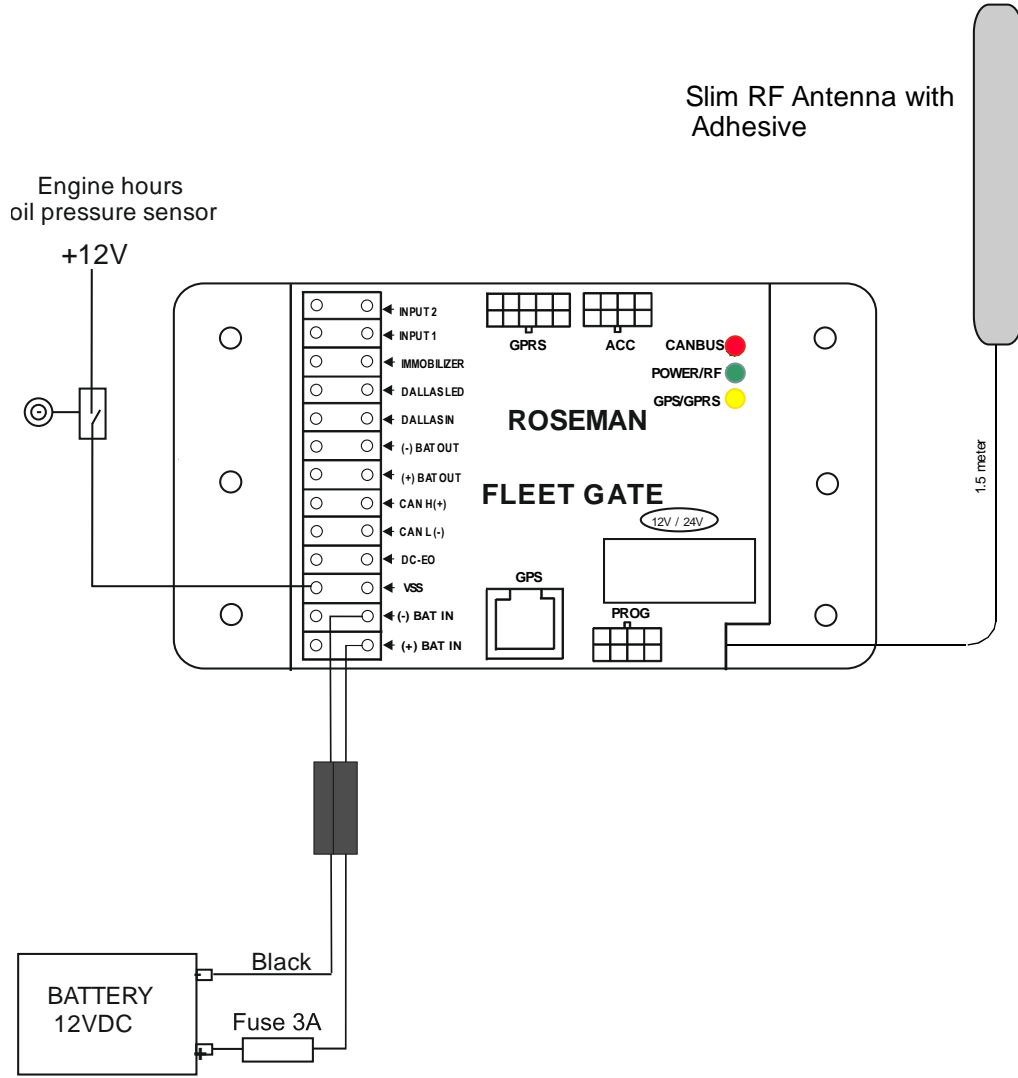 Slim RF Antenna with
Adhesive
Engine hours
oil pressure sensor
+12V
INPUT 2
INPUT 1
IMMOBILIZER
DALLAS LED
DALLAS IN
(-) BAT OUT
(+) BAT OUT
CAN H(+)
CAN L (-)
DC-EO
VSS
(-) BAT IN
(+) BAT IN
GPRS
ACC
CANBUS
POWER/RF
GPS/GPRS
ROSEMAN
FLEET GATE
12V / 24V
GPS
PROG
1.5 meter
Black
BATTERY
12VDC
-
+
Fuse 3A